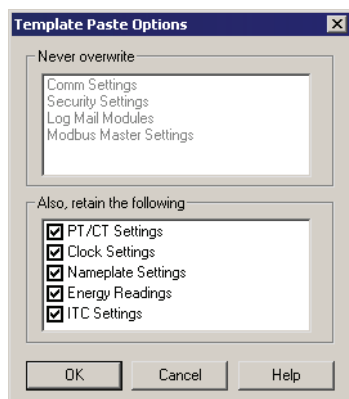 Template Paste Options
Never overwrite
Comm Settings
Security Settings
Log Mail Modules
Modbus Master Settings
Also, retain the following
PT/CT Settings
Clock Settings
Nameplate Settings
Energy Readings
ITC Settings
OK Cancel Help